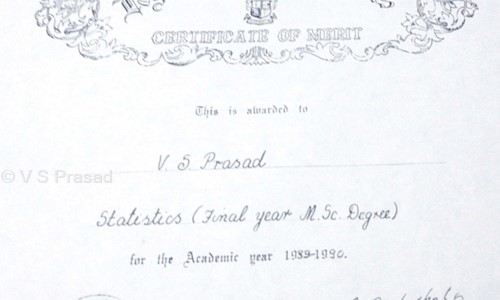 CERTIFICATE OF MERIT
This is awarded to
V. S. Prasad
© V S Prasad
Statistics (Final year M.Sc. Degree)
for the Academic year 1989-1990.